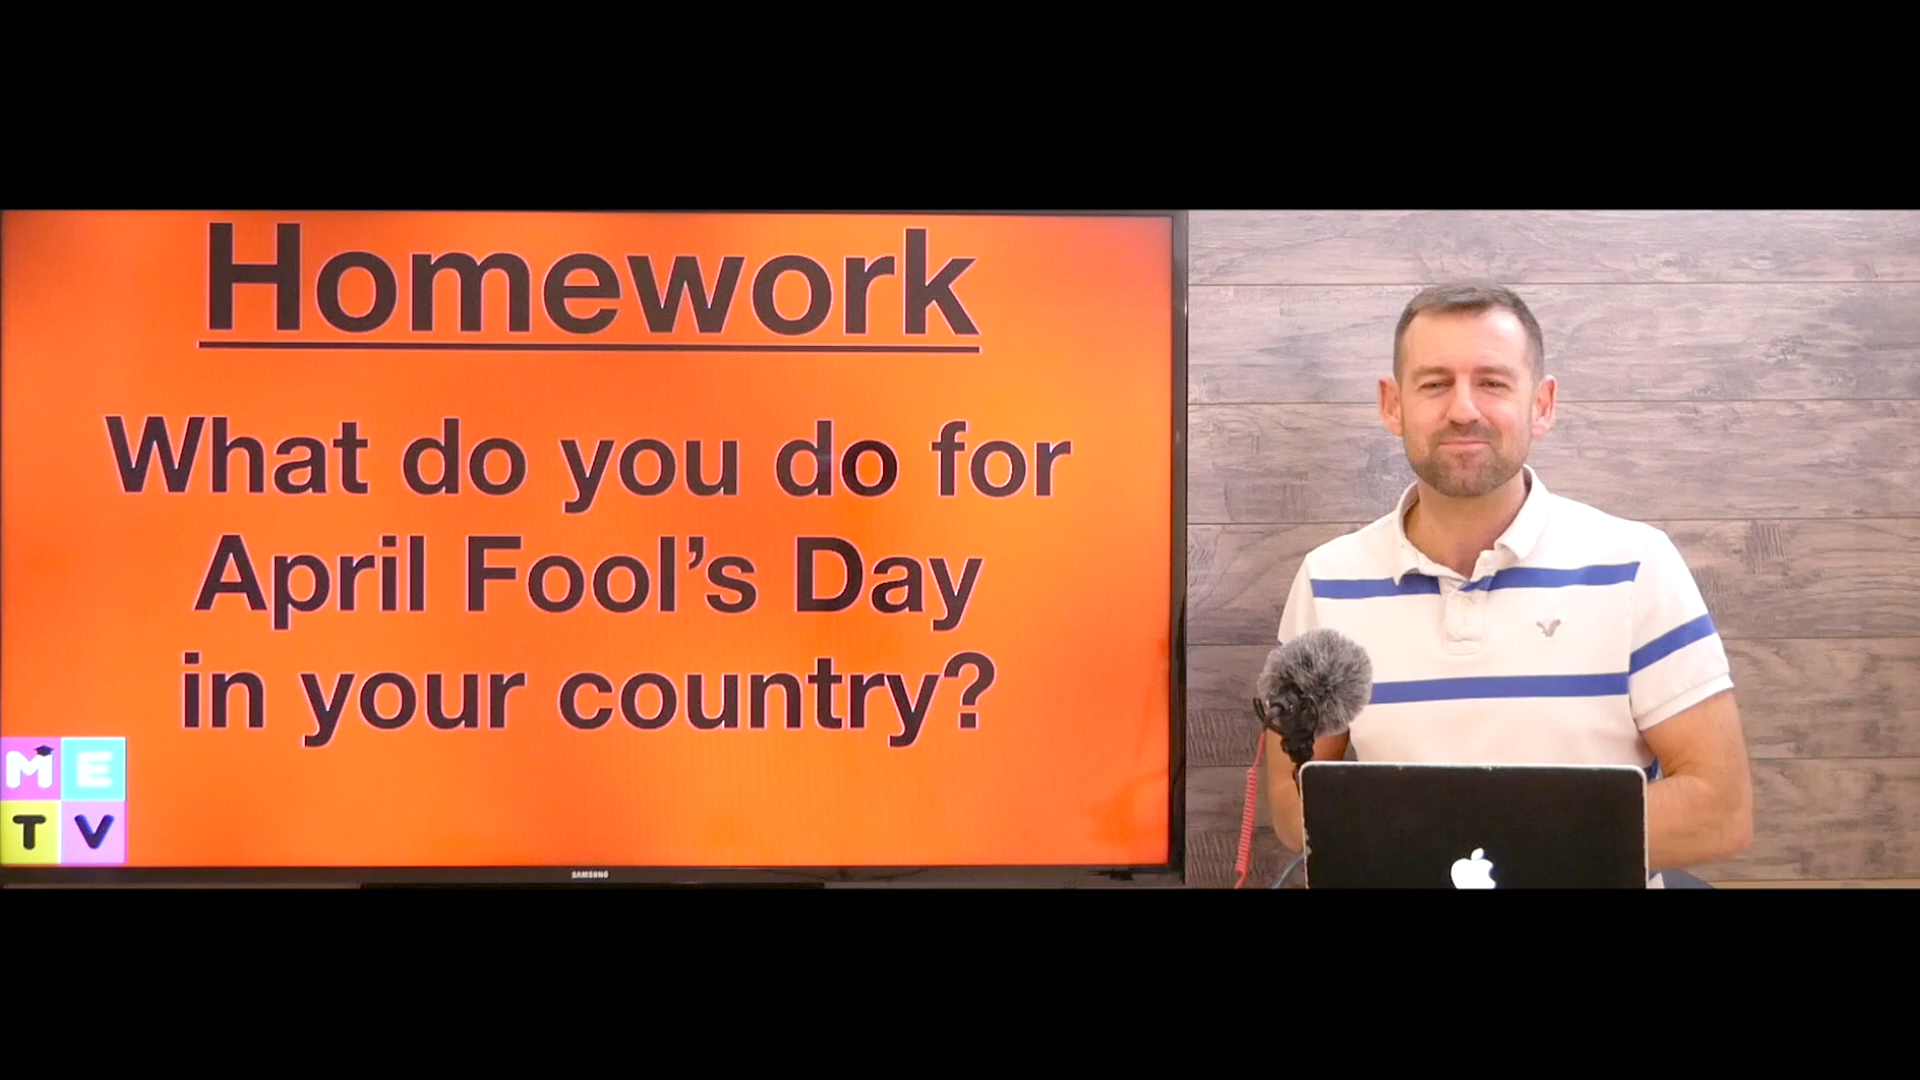 Homework
What do you do for
April Fool's Day
in your country?
M E
T V
SAMSUNG